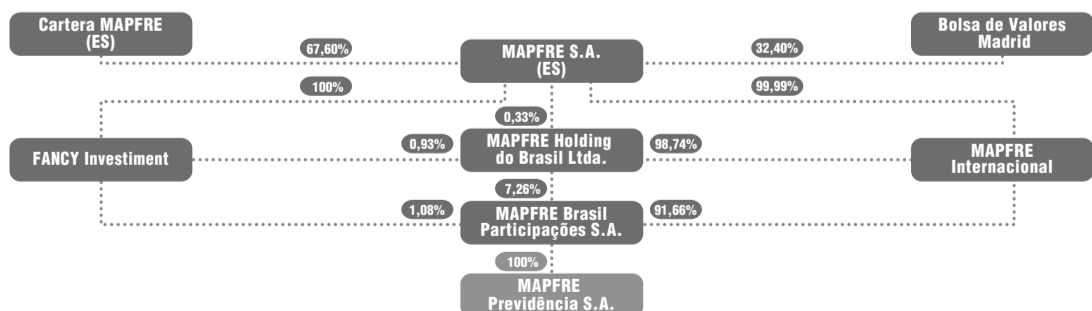 Cartera MAPFRE
(ES)
67,60%
MAPFRE S.A.
(ES)
32,40%
Bolsa de Valores
Madrid
100%
99,99%
0,33%
FANCY Investiment
0,93%
MAPFRE Holding
do Brasil Ltda.
98,74%
MAPFRE
Internacional
7,26%
1,08%
MAPFRE Brasil
Participações S.A.
91,66%
100%
MAPFRE
Previdência S.A.